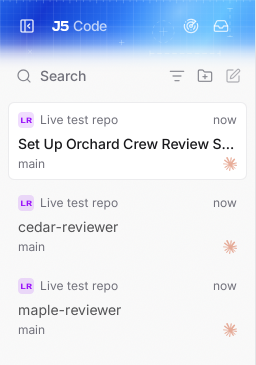 J5 Code
Search
LR Live test repo now
Set Up Orchard Crew Review S...
main
LR Live test repo now
cedar-reviewer
main
LR Live test repo now
maple-reviewer
main